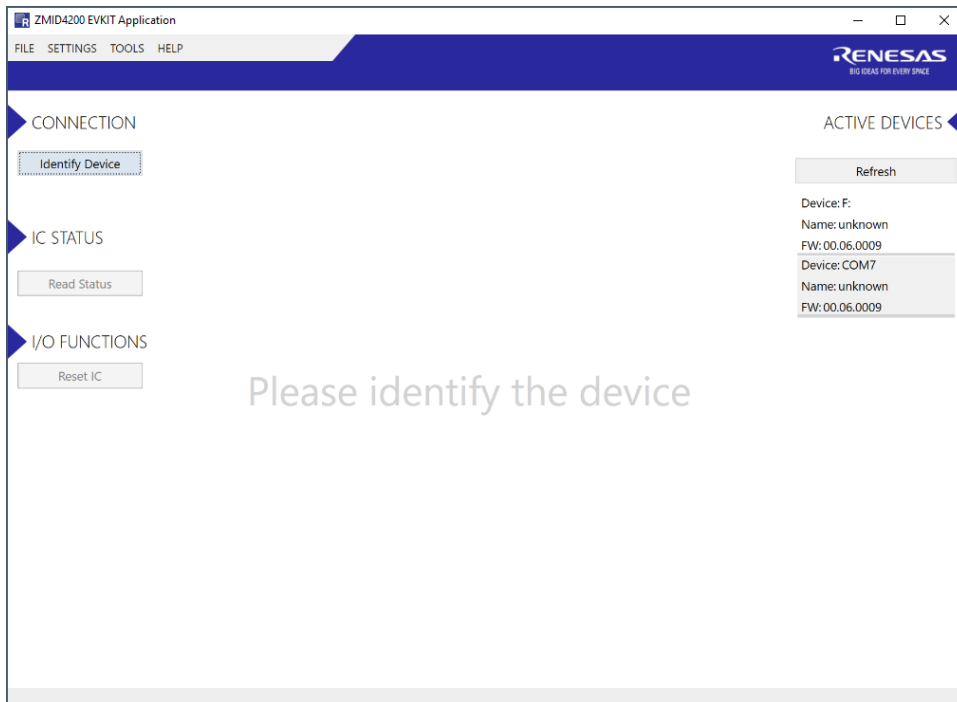 ZMID4200 EVKIT Application
FILE SETTINGS TOOLS HELP
RENESAS
BIG IDEAS FOR EVERY SPACE
CONNECTION
Identify Device
IC STATUS
Read Status
I/O FUNCTIONS
Reset IC
Please identify the device
ACTIVE DEVICES
Refresh
Device: F:
Name: unknown
FW: 00.06.0009
Device: COM7
Name: unknown
FW: 00.06.0009